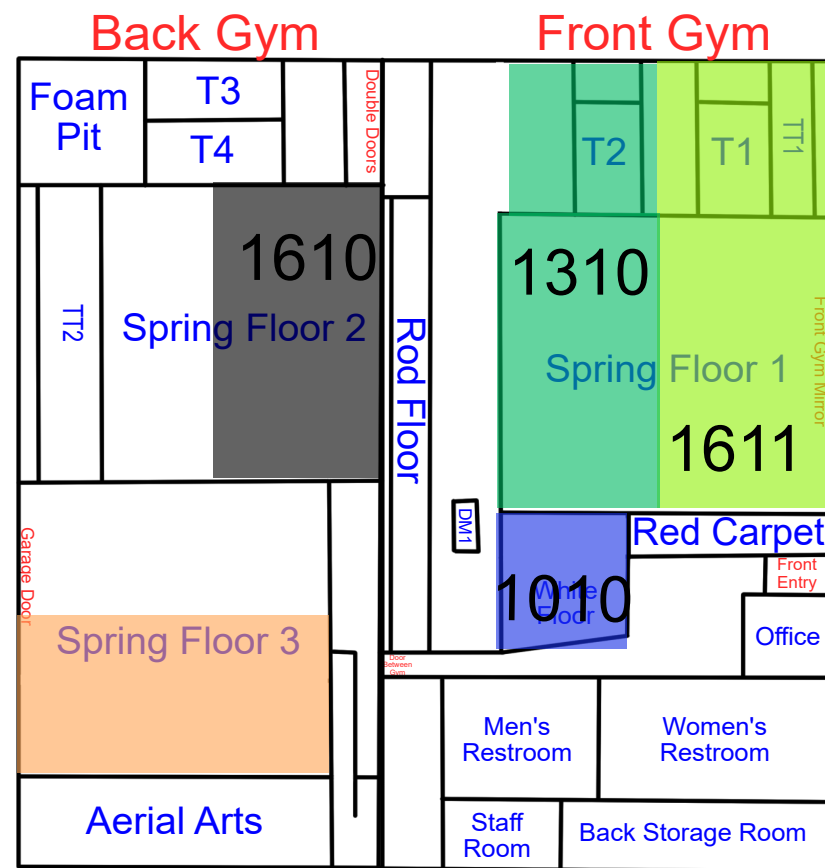 Back Gym
Front Gym
Foam
Pit
T3
T4
Double Doors
T2
T1
TT1
1610
1310
TT2
Spring Floor 2
Rod Floor
Spring Floor 1
Front Gym Mirror
1611
DM1
Red Carpet
Garage Door
1010
White
Floor
Front
Entry
Spring Floor 3
Office
Door
Between
Gym
Men's
Restroom
Women's
Restroom
Aerial Arts
Staff
Room
Back Storage Room